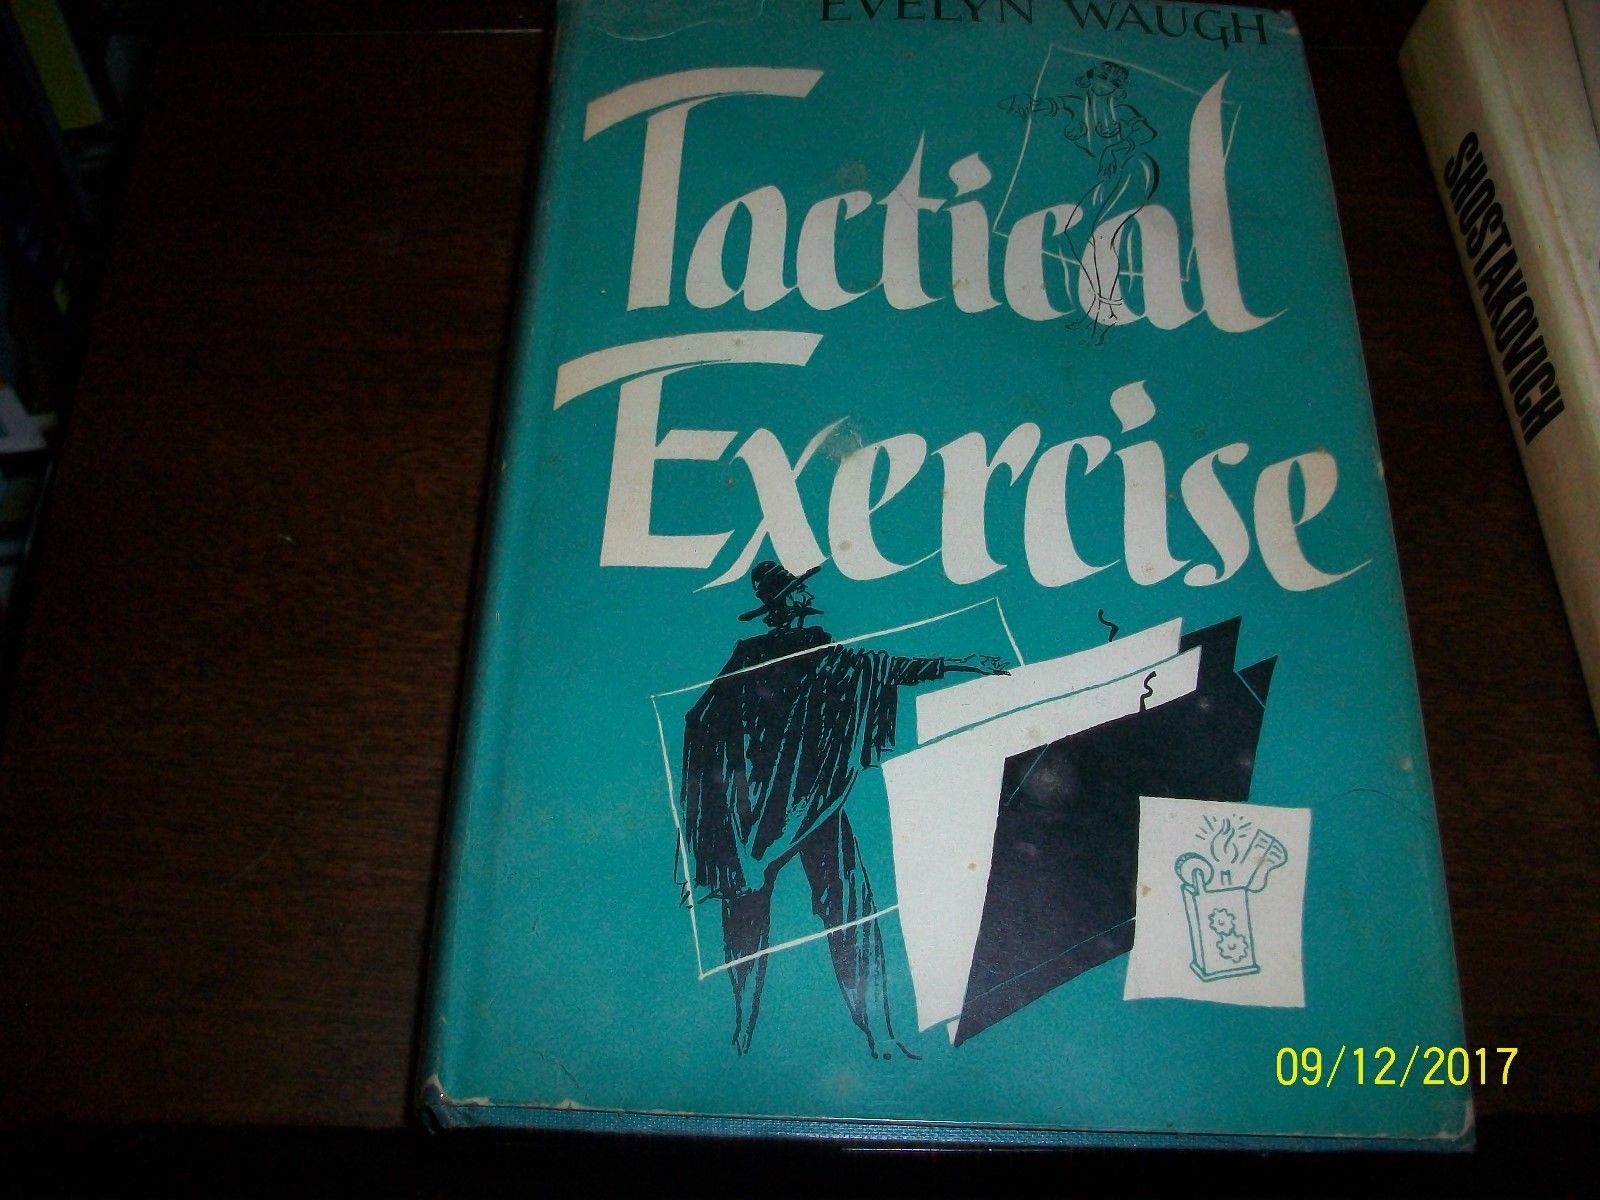 EVELYN WAUGH
Tactical
Exercise
SHOSTAKOVICH
09/12/2017